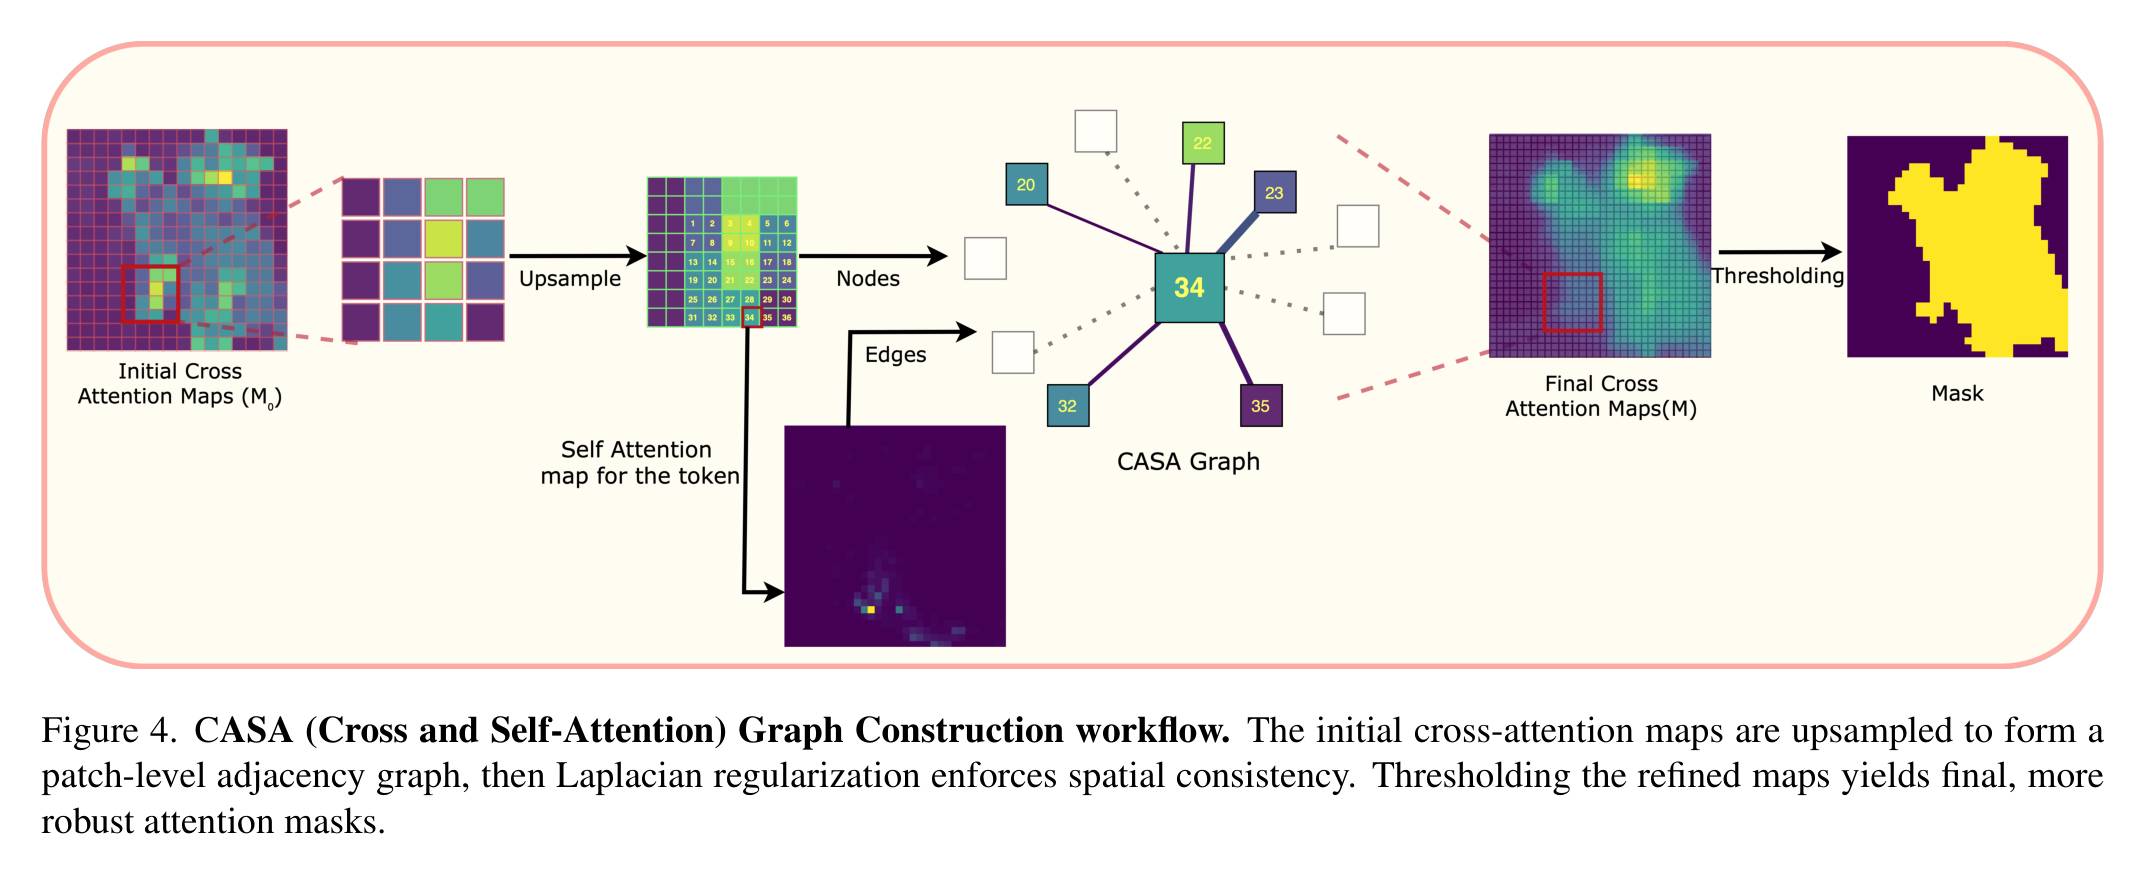 Initial Cross
Attention Maps (M0)
Upsample
1 2 3 4 5 6
7 8 9 10 11 12
13 14 15 16 17 18
19 20 21 22 23 24
25 26 27 28 29 30
31 32 33 34 35 36
Nodes
Edges
Self Attention
map for the token
20
22
23
34
32
35
CASA Graph
Final Cross
Attention Maps(M)
Thresholding
Mask
Figure 4. CASA (Cross and Self-Attention) Graph Construction workflow. The initial cross-attention maps are upsampled to form a
patch-level adjacency graph, then Laplacian regularization enforces spatial consistency. Thresholding the refined maps yields final, more
robust attention masks.